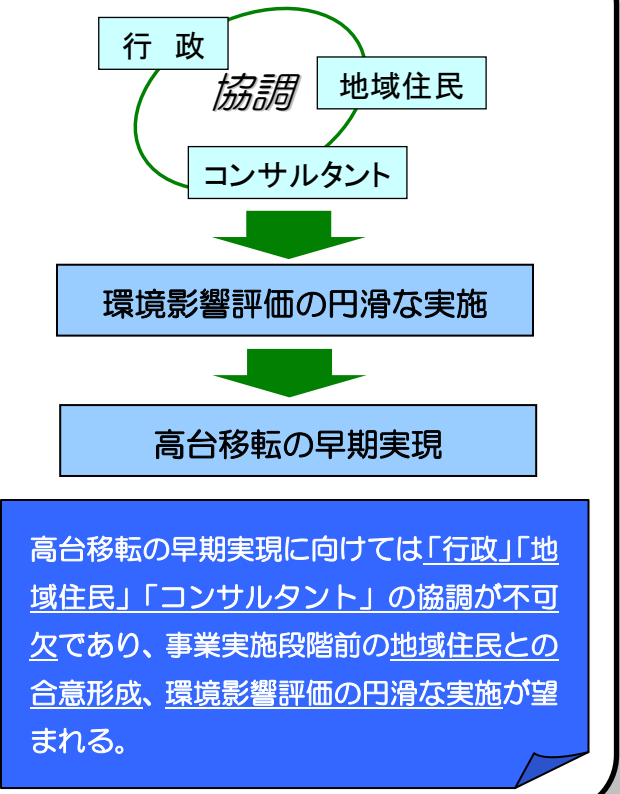 行 政
協調
地域住民
コンサルタント
環境影響評価の円滑な実施
高台移転の早期実現
高台移転の早期実現に向けては「行政」「地
域住民」「コンサルタント」の協調が不可
欠であり、事業実施段階前の地域住民との
合意形成、環境影響評価の円滑な実施が望
まれる。